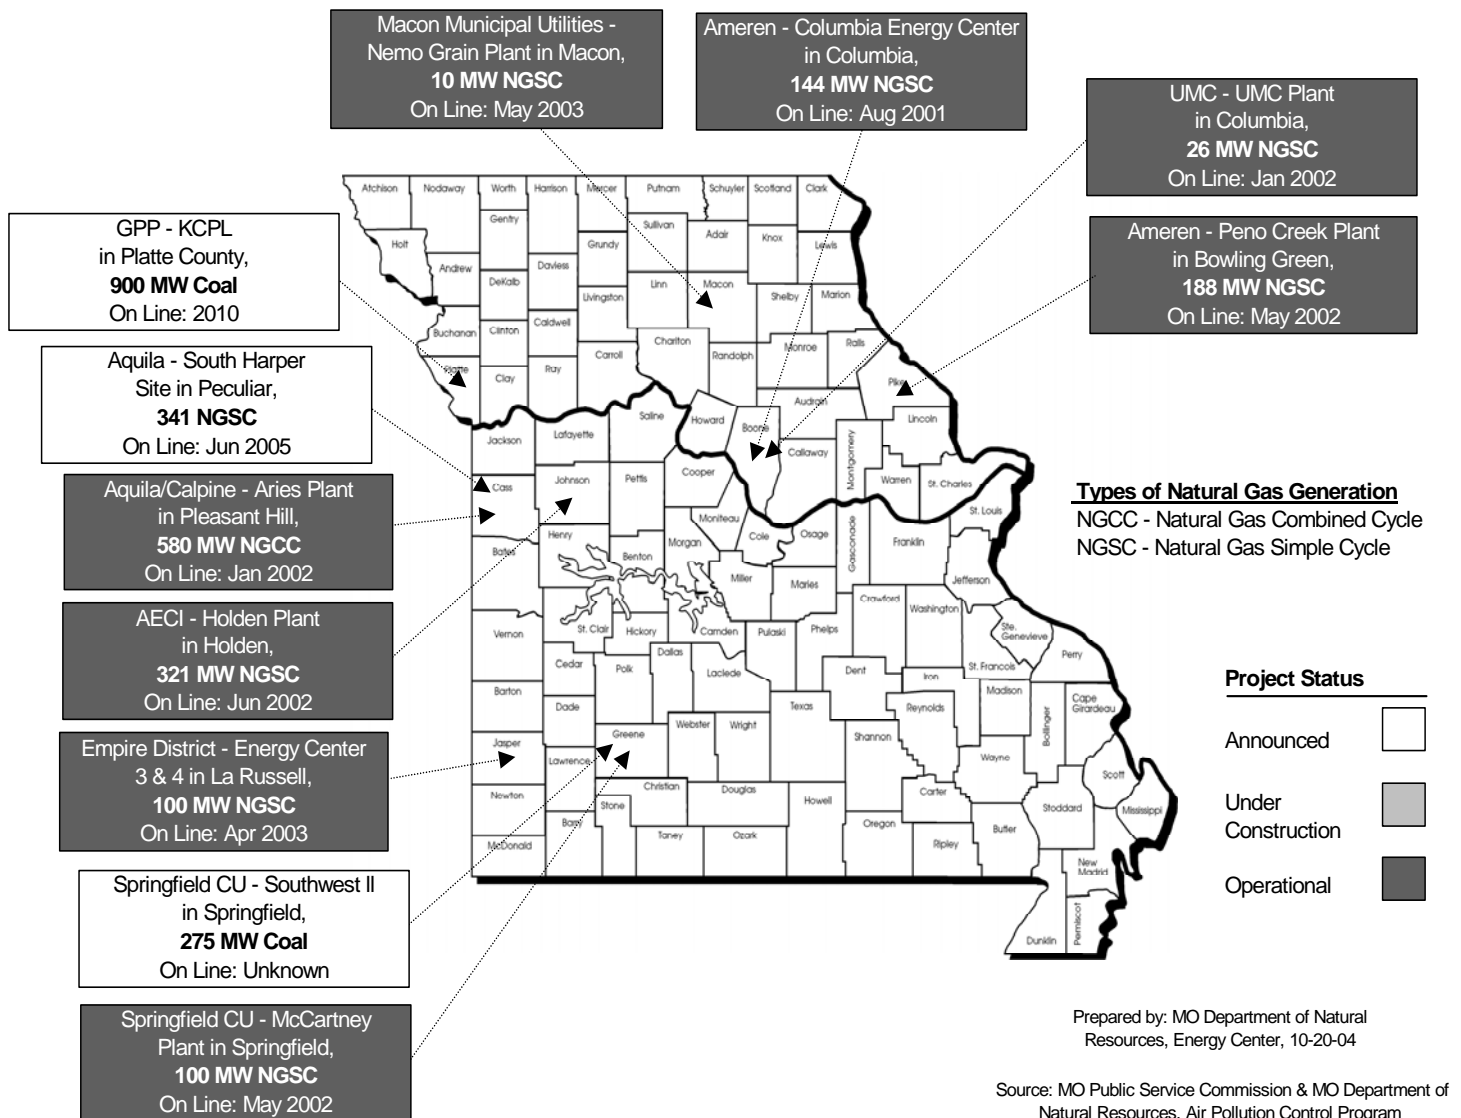 Macon Municipal Utilities -
Nemo Grain Plant in Macon,
10 MW NGSC
On Line: May 2003
Ameren - Columbia Energy Center
in Columbia,
144 MW NGSC
On Line: Aug 2001
UMC - UMC Plant
in Columbia,
26 MW NGSC
On Line: Jan 2002
Ameren - Peno Creek Plant
in Bowling Green,
188 MW NGSC
On Line: May 2002
GPP - KCPL
in Platte County,
900 MW Coal
On Line: 2010
Aquila - South Harper
Site in Peculiar,
341 NGSC
On Line: Jun 2005
Aquila/Calpine - Aries Plant
in Pleasant Hill,
580 MW NGCC
On Line: Jan 2002
AECI - Holden Plant
in Holden,
321 MW NGSC
On Line: Jun 2002
Empire District - Energy Center
3 & 4 in La Russell,
100 MW NGSC
On Line: Apr 2003
Springfield CU - Southwest II
in Springfield,
275 MW Coal
On Line: Unknown
Springfield CU - McCartney
Plant in Springfield,
100 MW NGSC
On Line: May 2002
Atchison
Nodaway
Worth
Harrison
Mercer
Putnam
Schuyler
Scotland
Clark
Gentry
Sullivan
Adair
Knox
Lewis
Holt
Grundy
Andrew
DeKalb
Daviess
Linn
Macon
Shelby
Marion
Livingston
Buchanan
Clinton
Caldwell
Chariton
Randolph
Monroe
Ralls
Carroll
Platte
Clay
Ray
Pike
Audrain
Saline
Howard
Boone
Lincoln
Jackson
Lafayette
Callaway
Montgomery
Warren
St. Charles
Cass
Johnson
Pettis
Cooper
Moniteau
St. Louis
Henry
Bates
Benton
Morgan
Cole
Osage
Gasconade
Franklin
Miller
Maries
Jefferson
Crawford
Washington
Vernon
St. Clair
Hickory
Camden
Pulaski
Phelps
Ste.
Genevieve
Cedar
Polk
Dallas
Laclede
Dent
Iron
St. Francois
Perry
Barton
Dade
Texas
Reynolds
Madison
Bollinger
Cape
Girardeau
Jasper
Lawrence
Greene
Webster
Wright
Shannon
Wayne
Scott
Newton
Christian
Douglas
Howell
Carter
Stoddard
Mississippi
Stone
McDonald
Barry
Taney
Ozark
Oregon
Ripley
Butler
New
Madrid
Dunklin
Pemiscot
Types of Natural Gas Generation
NGCC - Natural Gas Combined Cycle
NGSC - Natural Gas Simple Cycle
Project Status
Announced
Under
Construction
Operational
Prepared by: MO Department of Natural
Resources, Energy Center, 10-20-04
Source: MO Public Service Commission & MO Department of
Natural Resources, Air Pollution Control Program